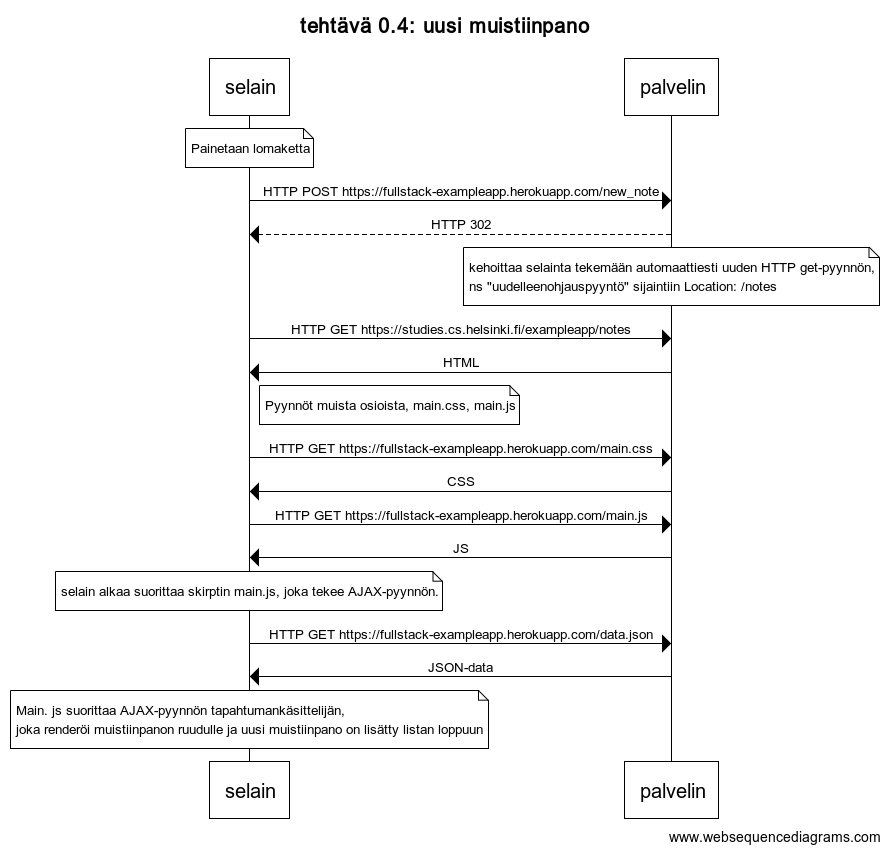 tehtävä 0.4: uusi muistiinpano
selain
palvelin
Painetaan lomaketta
HTTP POST https://fullstack-exampleapp.herokuapp.com/new_note
HTTP 302
kehoittaa selainta tekemään automaattiesti uuden HTTP get-pyynnön,
ns "uudelleenohjauspyyntö" sijaintiin Location: /notes
HTTP GET https://studies.cs.helsinki.fi/exampleapp/notes
HTML
Pyynnöt muista osioista, main.css, main.js
HTTP GET https://fullstack-exampleapp.herokuapp.com/main.css
CSS
HTTP GET https://fullstack-exampleapp.herokuapp.com/main.js
JS
selain alkaa suorittaa skirptin main.js, joka tekee AJAX-pyynnön.
HTTP GET https://fullstack-exampleapp.herokuapp.com/data.json
JSON-data
Main. js suorittaa AJAX-pyynnön tapahtumankäsittelijän,
joka renderöi muistiinpanon ruudulle ja uusi muistiinpano on lisätty listan loppuun
selain
palvelin
www.websequencediagrams.com